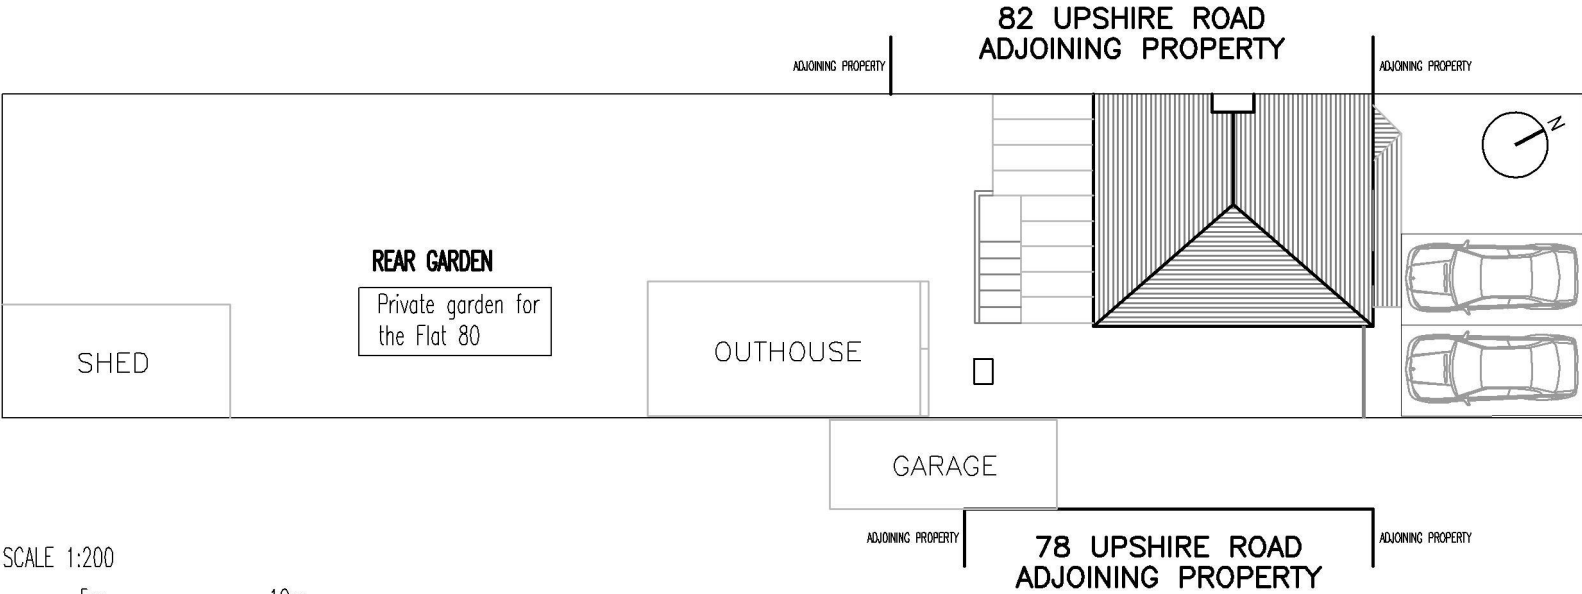 82 UPSHIRE ROAD
ADJOINING PROPERTY
ADJOINING PROPERTY
ADJOINING PROPERTY
N
REAR GARDEN
Private garden for
the Flat 80
SHED
OUTHOUSE
GARAGE
ADJOINING PROPERTY
ADJOINING PROPERTY
78 UPSHIRE ROAD
ADJOINING PROPERTY
SCALE 1:200